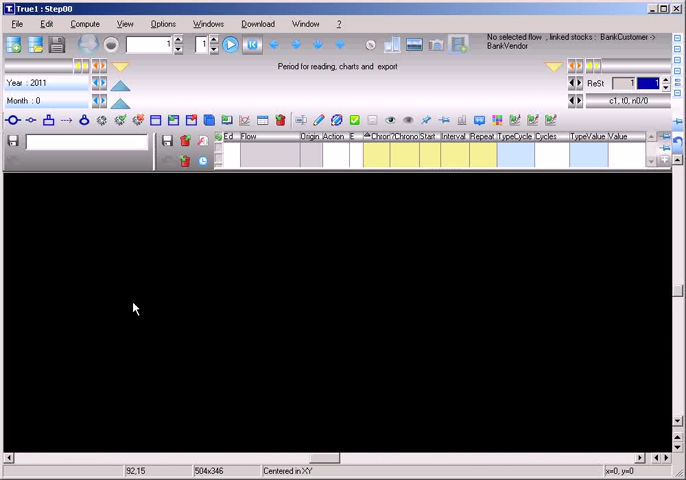 True1 : Step00
File Edit Compute View Options Windows Download Window ?
1 1
No selected flow , linked stocks : BankCustomer -> BankVendor
Period for reading, charts and export
Year : 2011
ReSt 1 1
Month : 0
c1, t0, n0/0
Ed Flow Origin Action E Chron ?Chrono Start Interval Repeat TypeCycle Cycles TypeValue Value
92,15 504x346 Centered in XY x=0, y=0